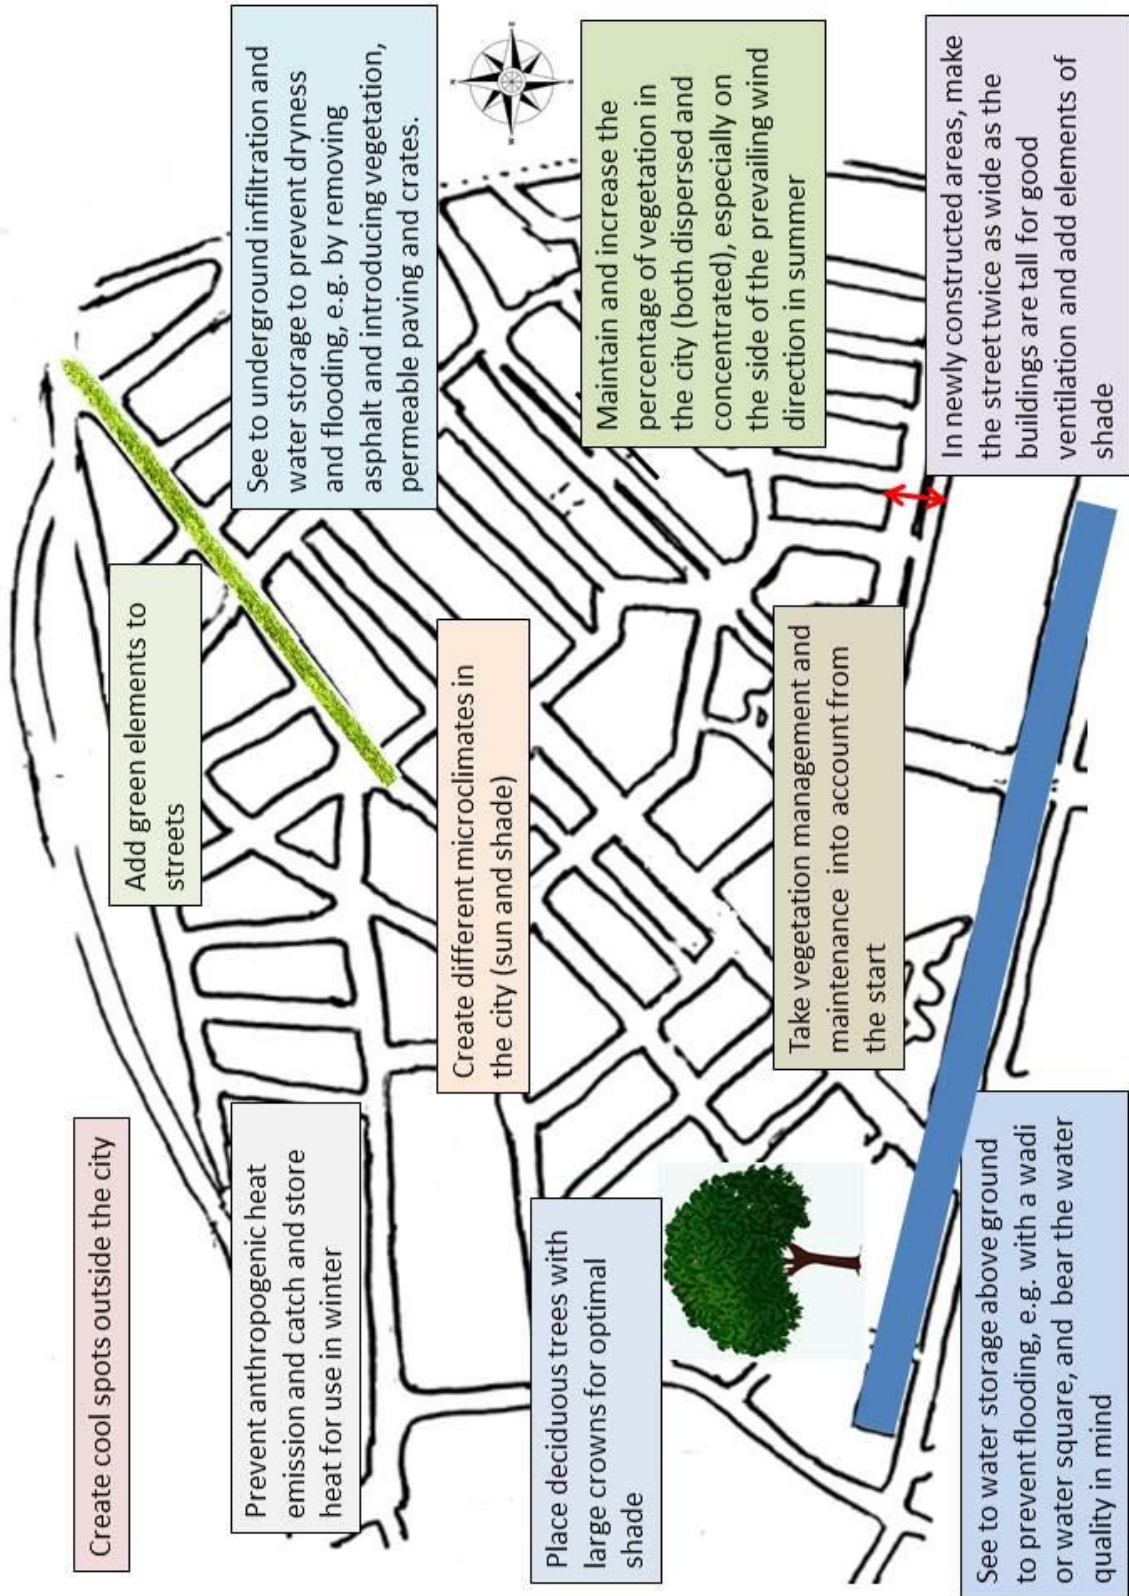 Create cool spots outside the city
Add green elements to
streets
Prevent anthropogenic heat
emission and catch and store
heat for use in winter
See to underground infiltration and
water storage to prevent dryness
and flooding, e.g. by removing
asphalt and introducing vegetation,
permeable paving and crates.
Create different microclimates in
the city (sun and shade)
Place deciduous trees with
large crowns for optimal
shade
Maintain and increase the
percentage of vegetation in
the city (both dispersed and
concentrated), especially on
the side of the prevailing wind
direction in summer
Take vegetation management and
maintenance into account from
the start
See to water storage above ground
to prevent flooding, e.g. with a wadi
or water square, and bear the water
quality in mind
In newly constructed areas, make
the street twice as wide as the
buildings are tall for good
ventilation and add elements of
shade